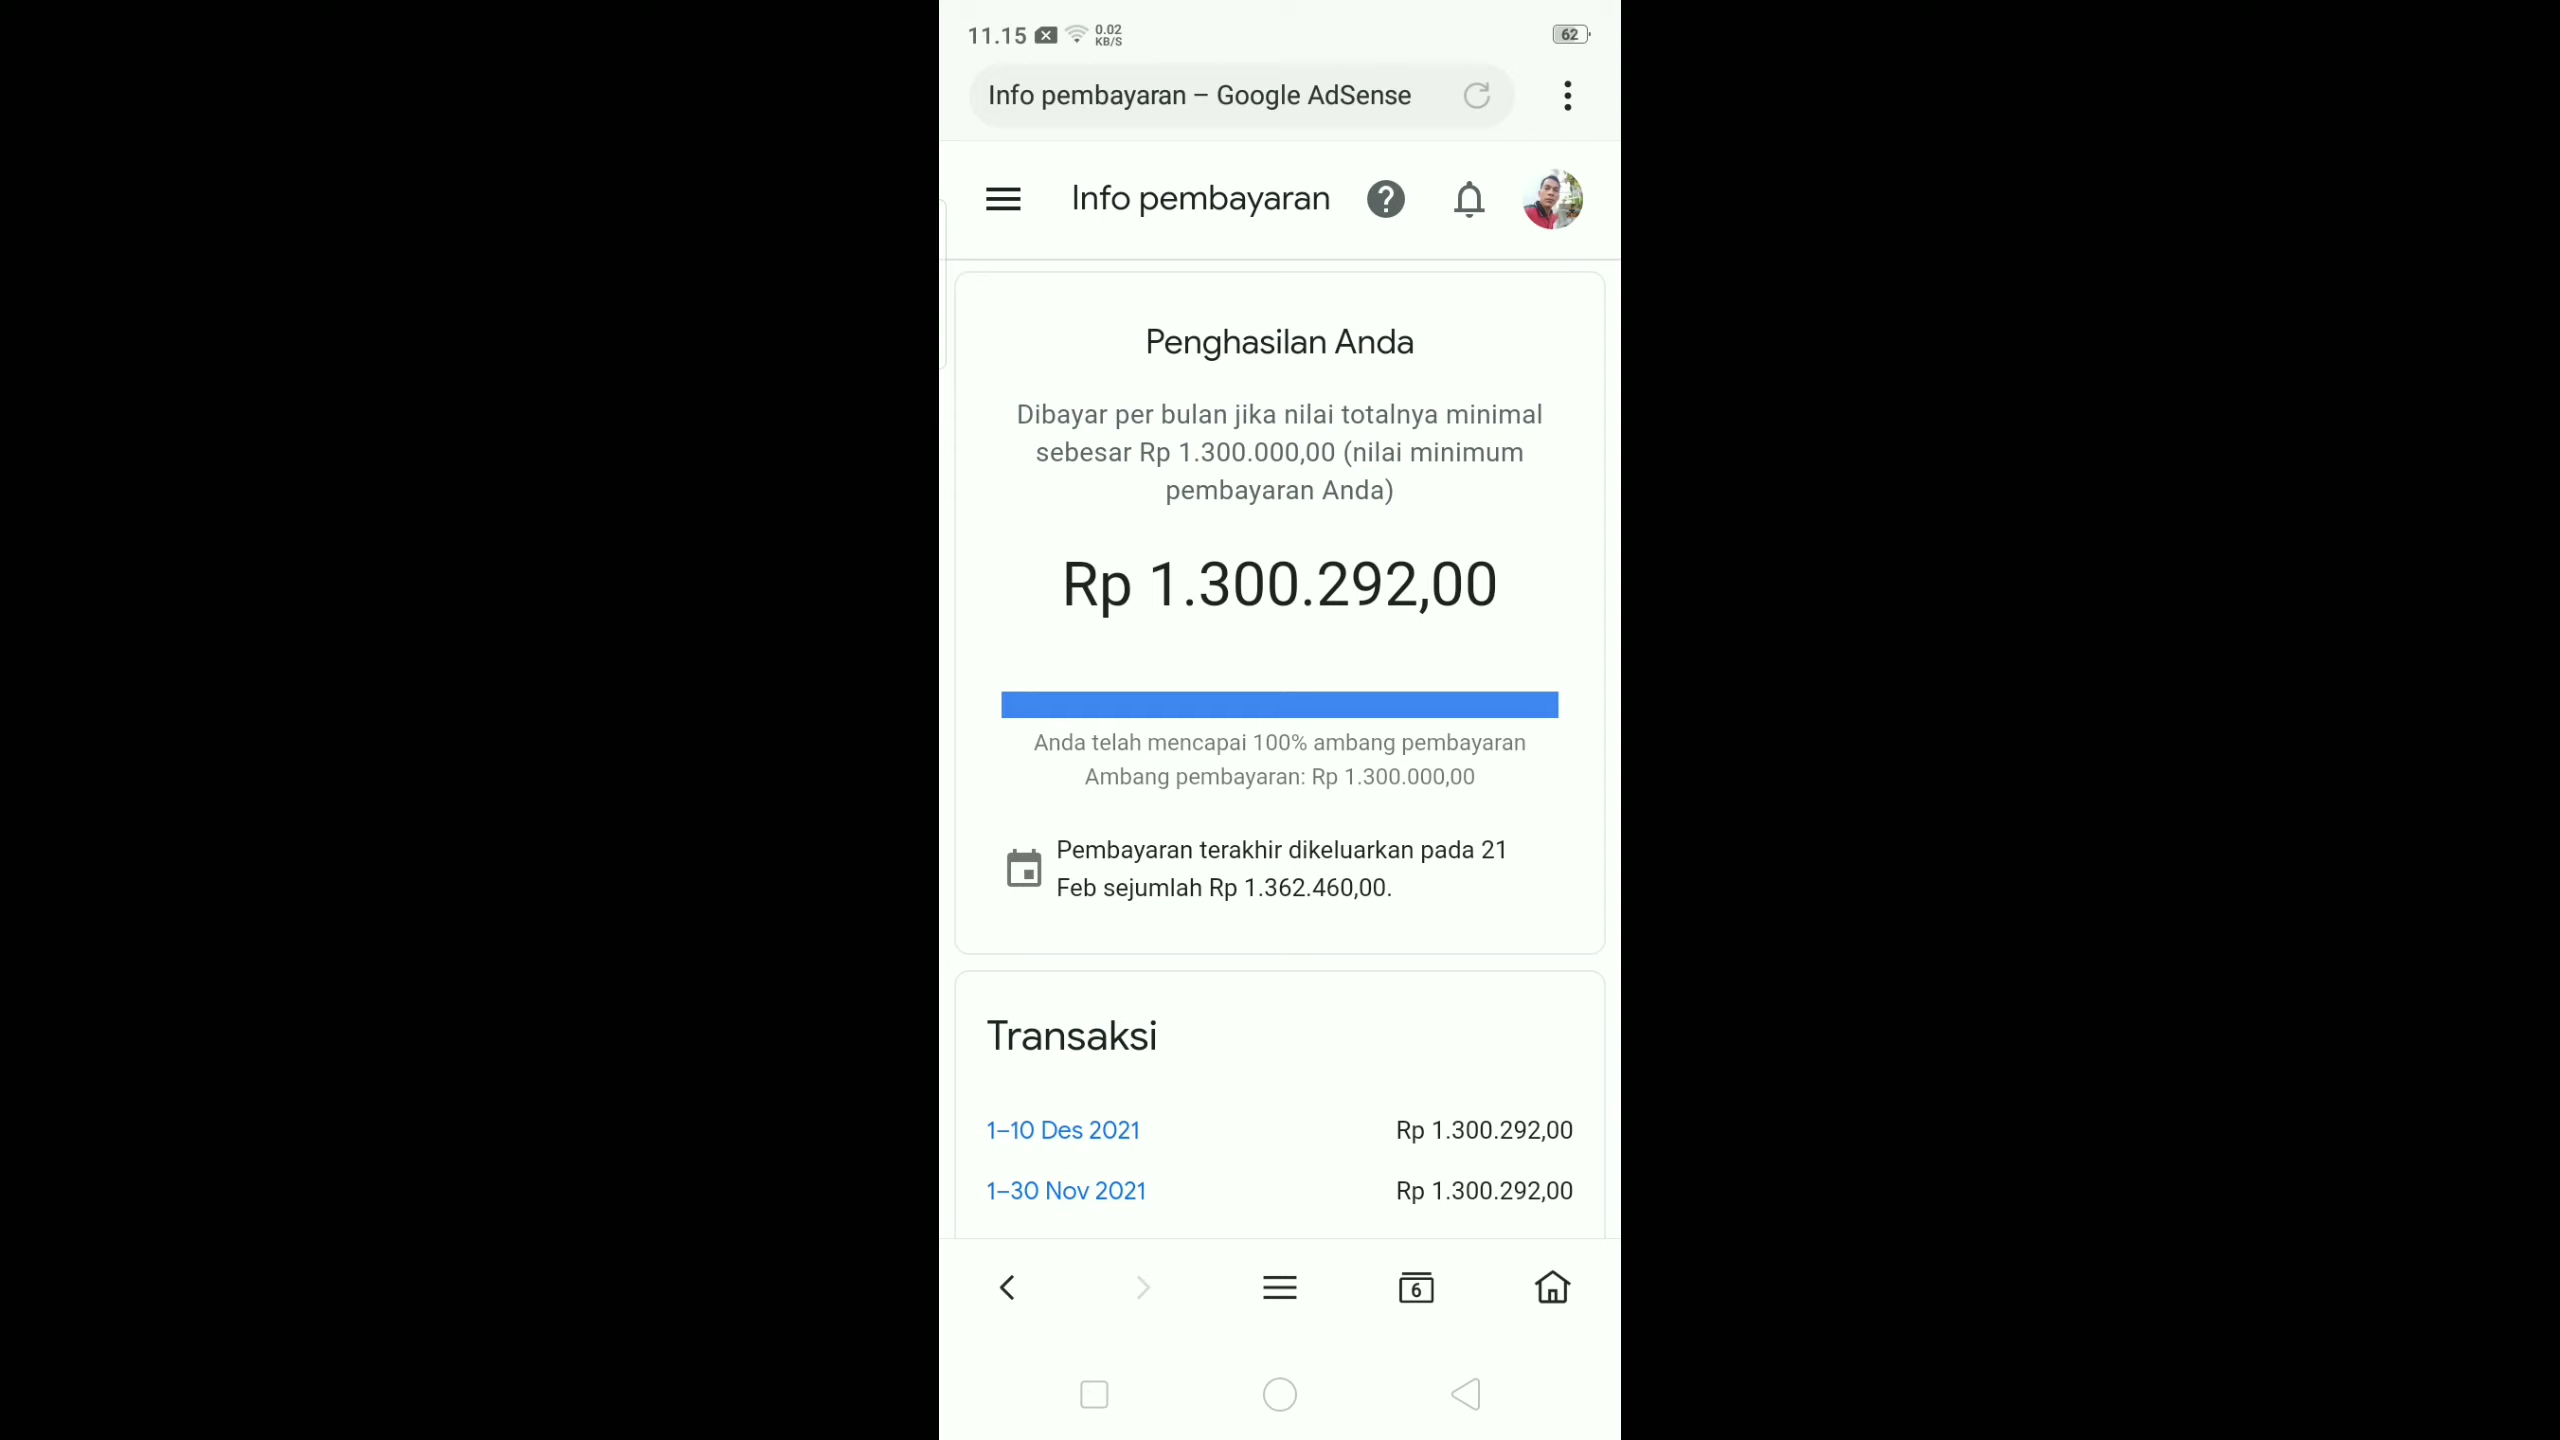 11.15
0.02
KB/S
62
Info pembayaran – Google AdSense
Info pembayaran
Penghasilan Anda
Dibayar per bulan jika nilai totalnya minimal
sebesar Rp 1.300.000,00 (nilai minimum
pembayaran Anda)
Rp 1.300.292,00
Anda telah mencapai 100% ambang pembayaran
Ambang pembayaran: Rp 1.300.000,00
Pembayaran terakhir dikeluarkan pada 21
Feb sejumlah Rp 1.362.460,00.
Transaksi
1–10 Des 2021 Rp 1.300.292,00
1–30 Nov 2021 Rp 1.300.292,00
6